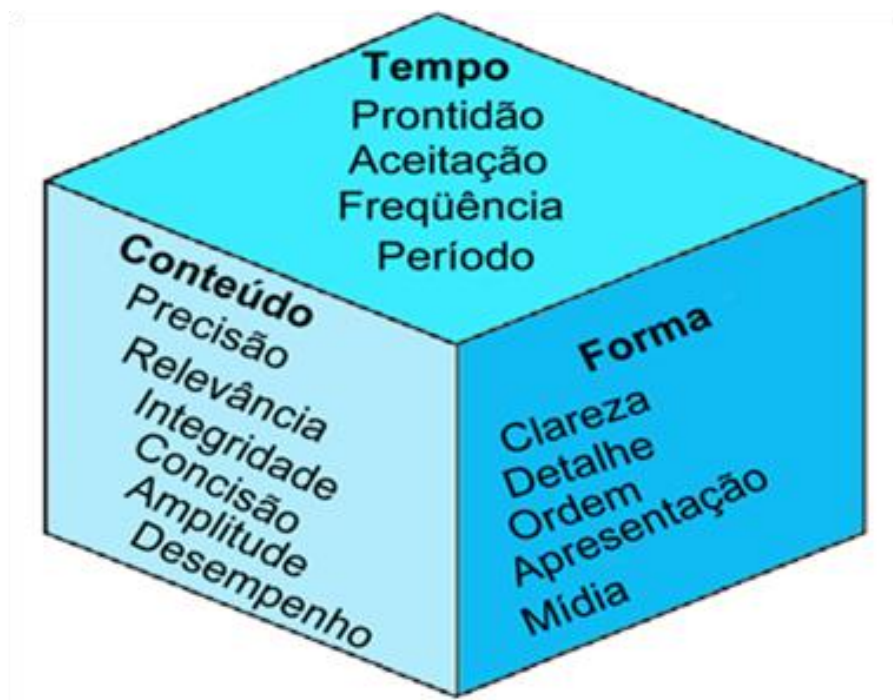 Tempo
Prontidão
Aceitação
Freqüência
Período
Conteúdo
Precisão
Relevância
Integridade
Concisão
Amplitude
Desempenho
Forma
Clareza
Detalhe
Ordem
Apresentação
Mídia